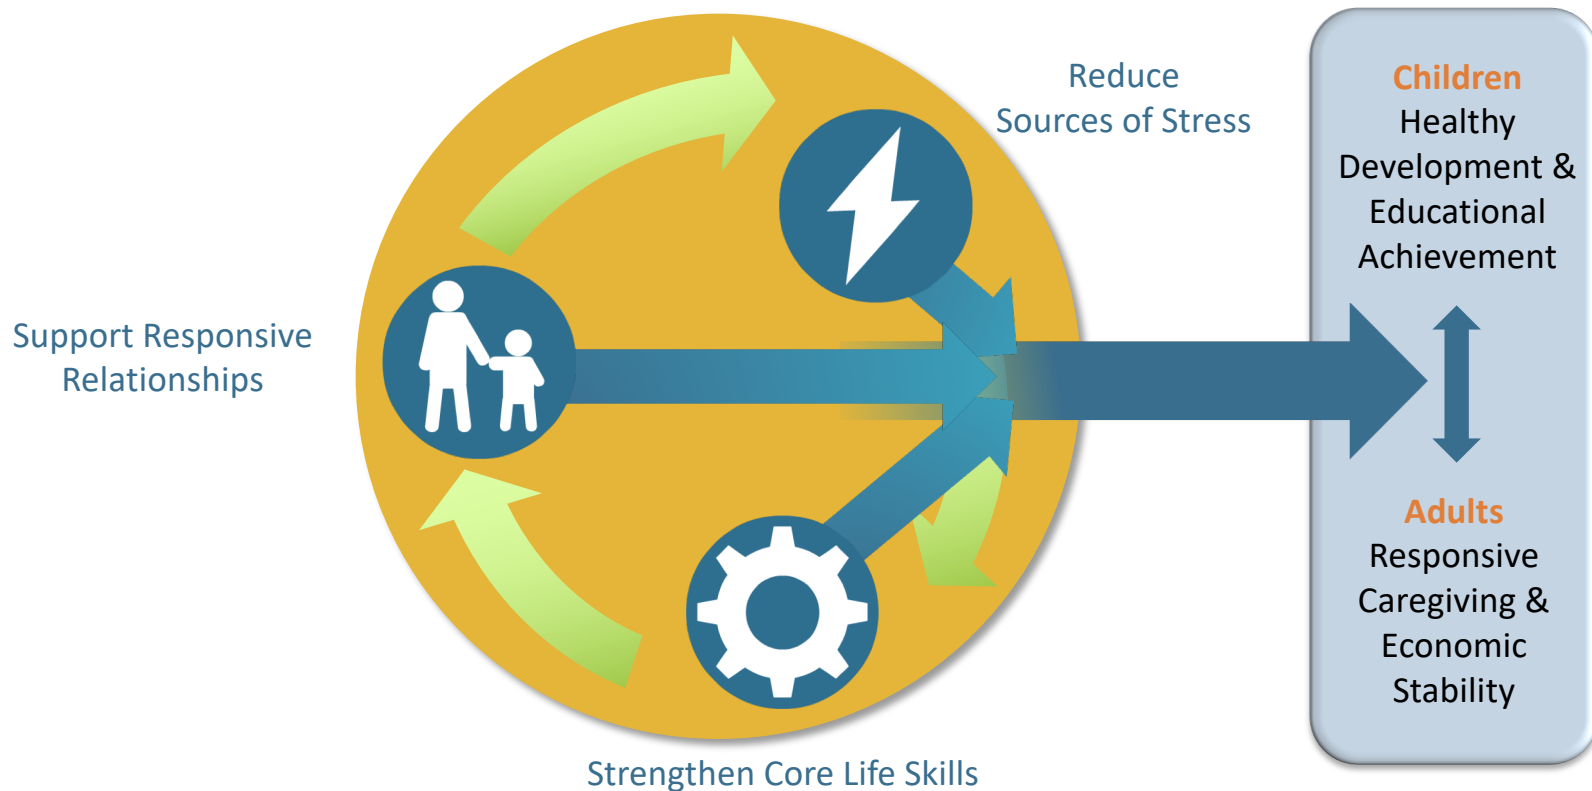 Reduce
Sources of Stress
Support Responsive
Relationships
Strengthen Core Life Skills
Children
Healthy
Development &
Educational
Achievement
Adults
Responsive
Caregiving &
Economic
Stability